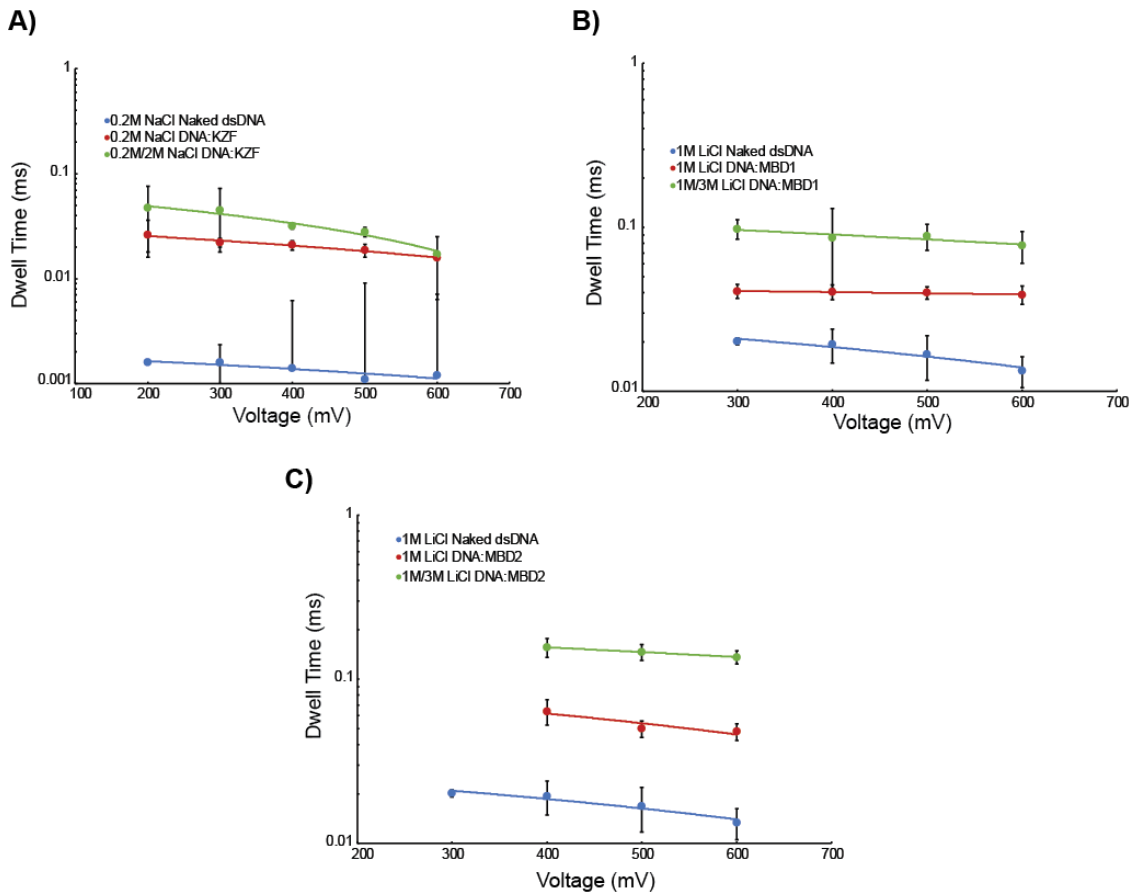 A)
1
0.1
0.01
0.001
Dwell Time (ms)
0.2M NaCl Naked dsDNA
0.2M NaCl DNA:KZF
0.2M/2M NaCl DNA:KZF
100 200 300 400 500 600 700
Voltage (mV)
B)
1
0.1
0.01
Dwell Time (ms)
1M LiCl Naked dsDNA
1M LiCl DNA:MBD1
1M/3M LiCl DNA:MBD1
200 300 400 500 600 700
Voltage (mV)
C)
1
0.1
0.01
Dwell Time (ms)
1M LiCl Naked dsDNA
1M LiCl DNA:MBD2
1M/3M LiCl DNA:MBD2
200 300 400 500 600 700
Voltage (mV)